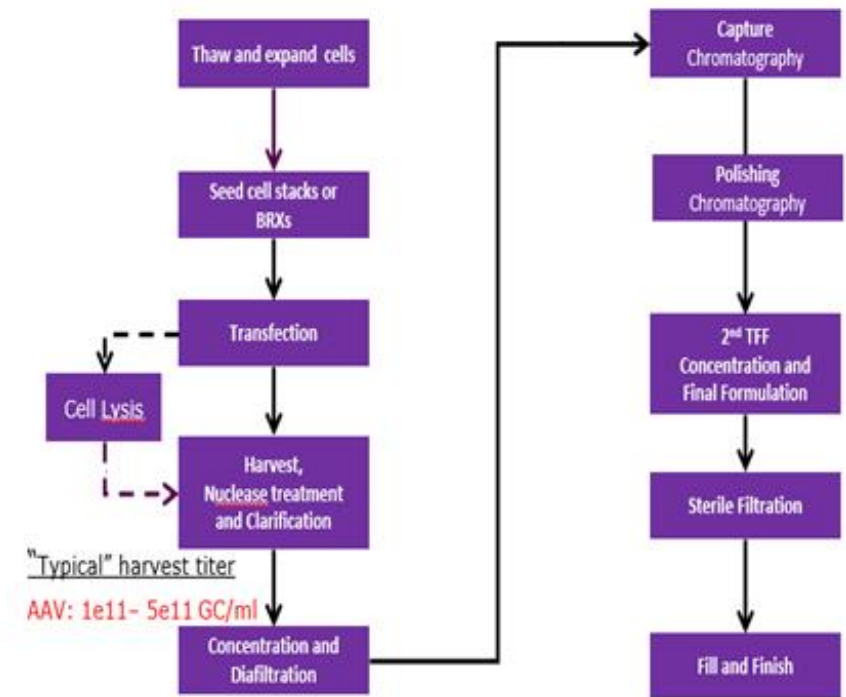 Thaw and expand cells
Seed cell stacks or
BRXs
Transfection
Cell Lysis
Harvest,
Nuclease treatment
and Clarification
"Typical" harvest titer
AAV: 1e11– 5e11 GC/ml
Concentration and
Diafiltration
Capture
Chromatography
Polishing
Chromatography
2nd TFF
Concentration and
Final Formulation
Sterile Filtration
Fill and Finish